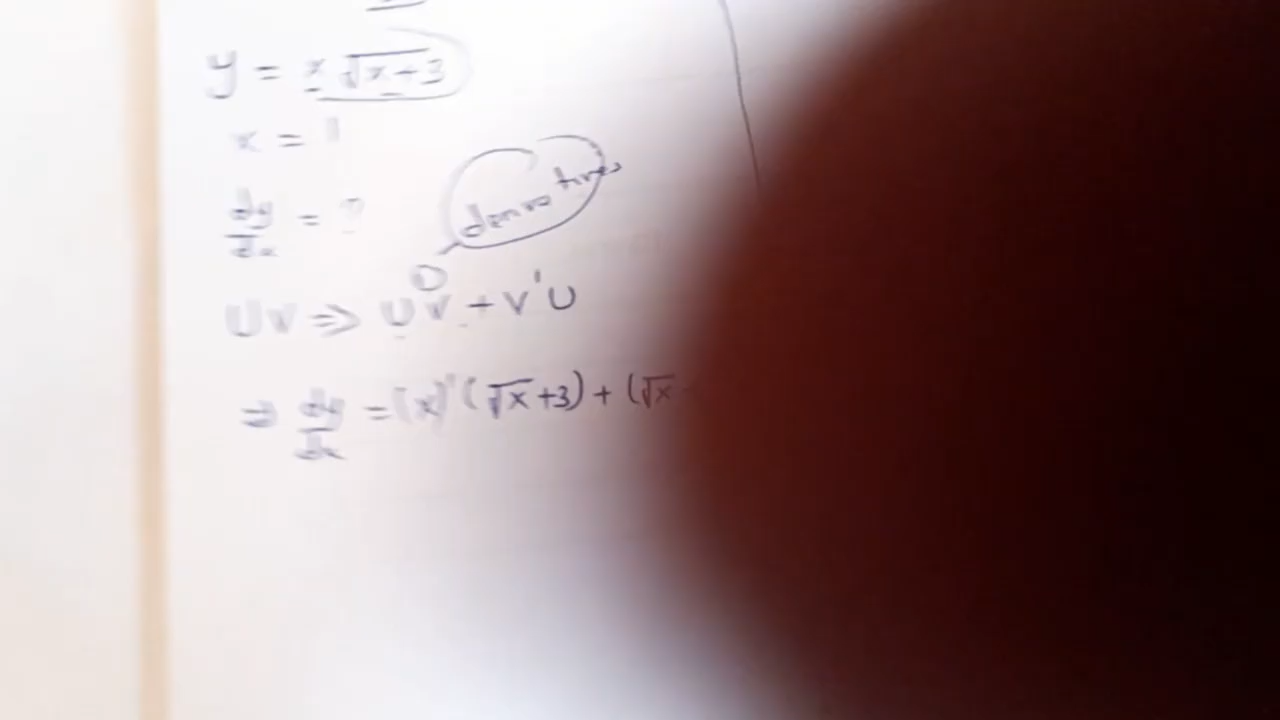 y = x √(x+3)
x = 1
dy/dx = ?
derivatives
UV ⇒ U'V + V'U
⇒ dy/dx = (x)' (√x+3) + (√x